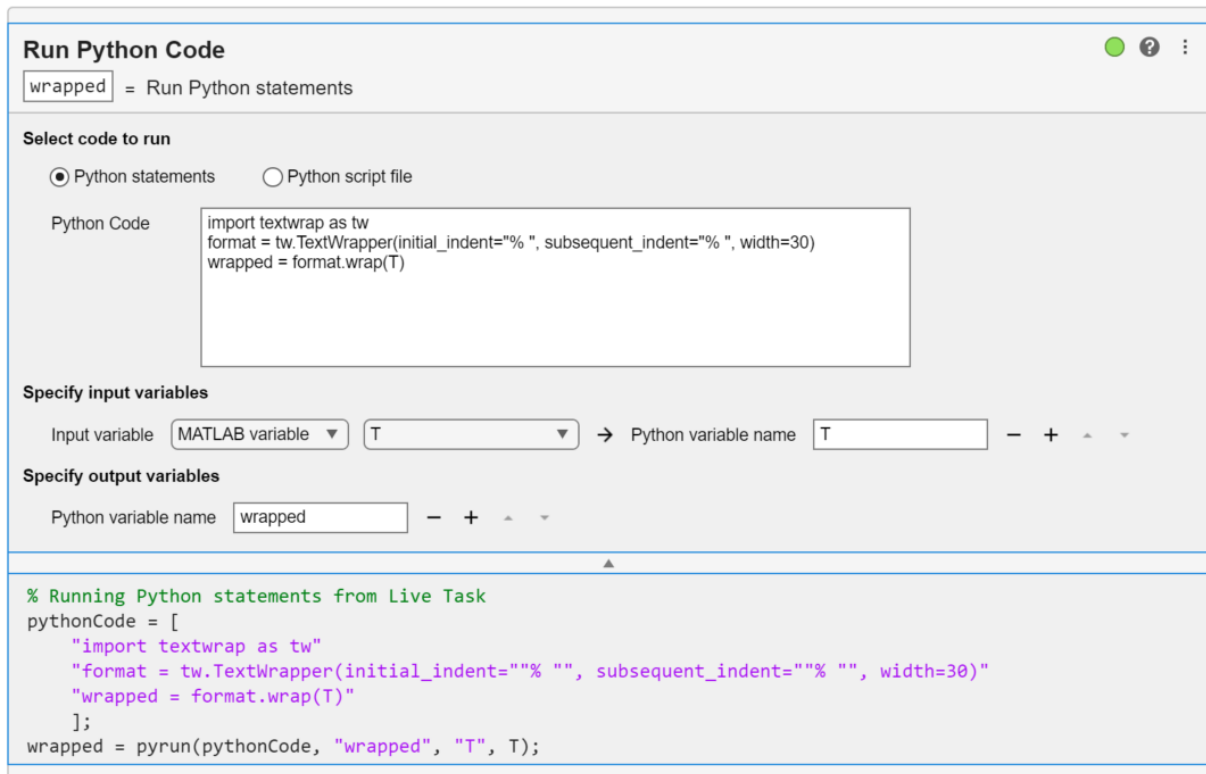 Run Python Code
wrapped = Run Python statements
Select code to run
Python statements Python script file
Python Code
import textwrap as tw
format = tw.TextWrapper(initial_indent="% ", subsequent_indent="% ", width=30)
wrapped = format.wrap(T)
Specify input variables
Input variable MATLAB variable T → Python variable name T
Specify output variables
Python variable name wrapped
% Running Python statements from Live Task
pythonCode = [
"import textwrap as tw"
"format = tw.TextWrapper(initial_indent=""% "", subsequent_indent=""% "", width=30)"
"wrapped = format.wrap(T)"
];
wrapped = pyrun(pythonCode, "wrapped", "T", T);